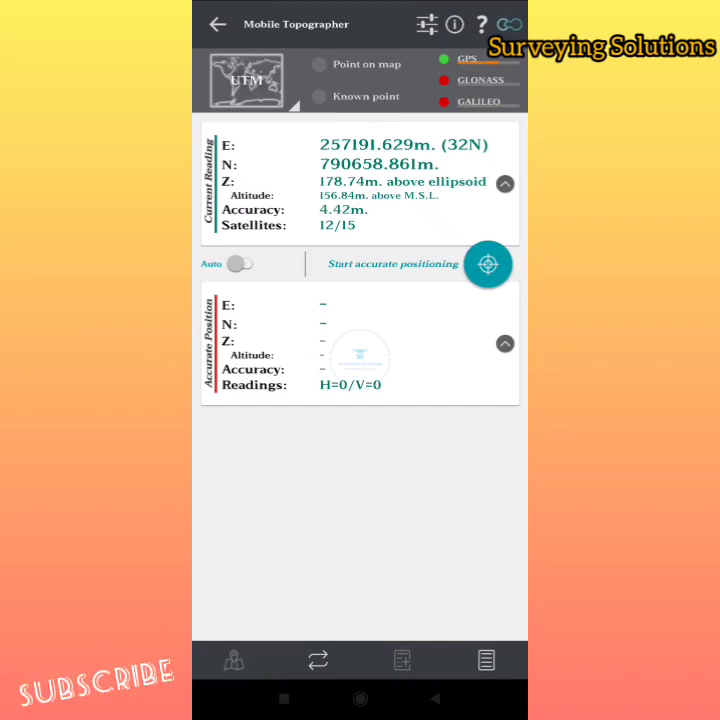 Mobile Topographer
Surveying Solutions
UTM
Point on map
Known point
GPS
GLONASS
GALILEO
Current Reading
E: 257191.629m. (32N)
N: 790658.861m.
Z: 178.74m. above ellipsoid
Altitude: 156.84m. above M.S.L.
Accuracy: 4.42m.
Satellites: 12/15
Auto
Start accurate positioning
Accurate Position
E: -
N: -
Z: -
Altitude: -
Accuracy: -
Readings: H=0/V=0
SUBSCRIBE